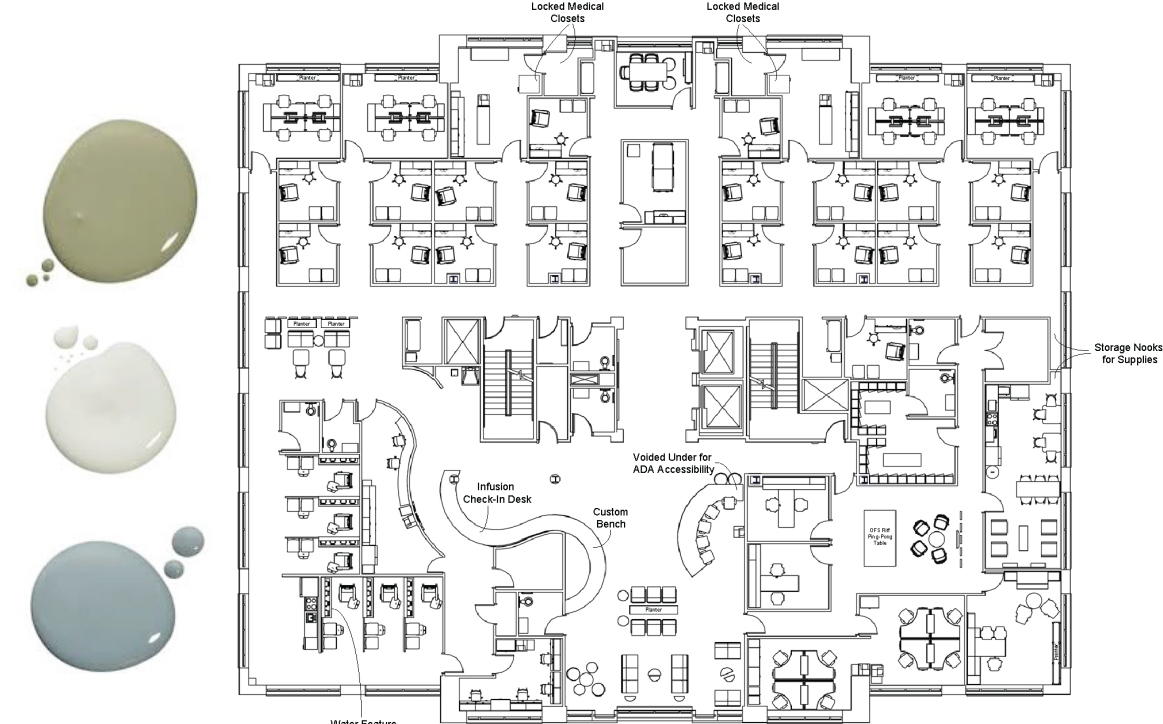 Locked Medical
Closets
Locked Medical
Closets
Planter
Planter
Planter
Planter
Planter
Planter
Storage Nooks
for Supplies
Voided Under for
ADA Accessibility
Infusion
Check-In Desk
Custom
Bench
OFS Riff
Ping-Pong
Table
Planter
Planter
Water Feature